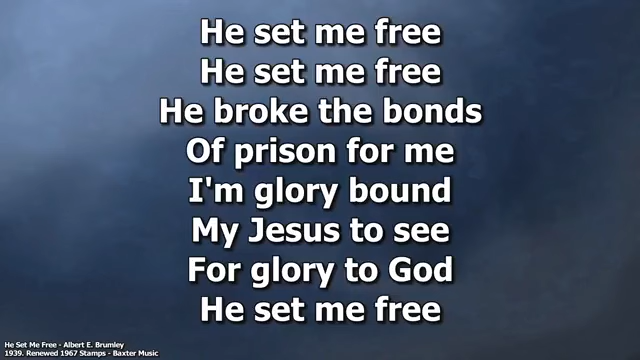 He set me free
He set me free
He broke the bonds
Of prison for me
I'm glory bound
My Jesus to see
For glory to God
He set me free
He Set Me Free - Albert E. Brumley
1939. Renewed 1967 Stamps - Baxter Music